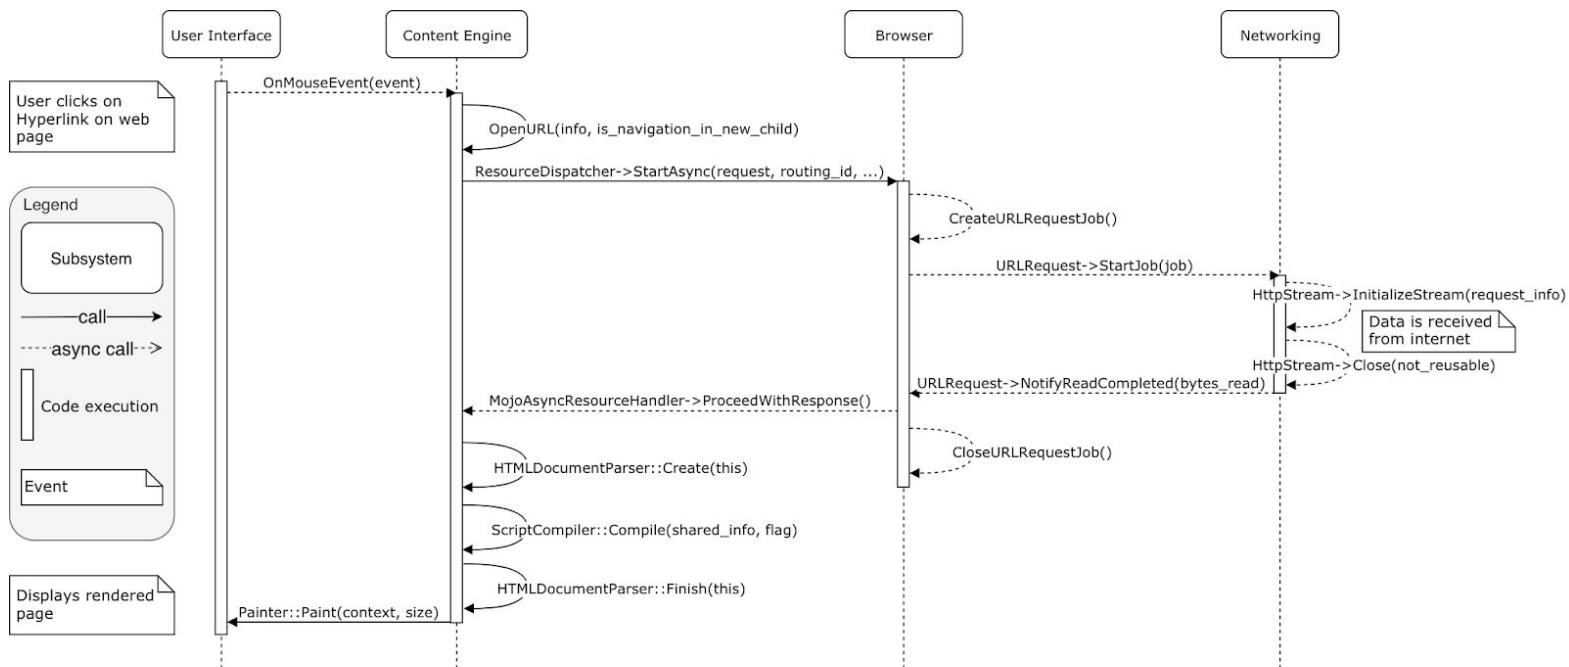 User Interface
Content Engine
Browser
Networking
User clicks on
Hyperlink on web
page
OnMouseEvent(event)
OpenURL(info, is_navigation_in_new_child)
ResourceDispatcher->StartAsync(request, routing_id, ...)
CreateURLRequestJob()
URLRequest->StartJob(job)
HttpStream->InitializeStream(request_info)
Data is received
from internet
HttpStream->Close(not_reusable)
URLRequest->NotifyReadCompleted(bytes_read)
MojoAsyncResourceHandler->ProceedWithResponse()
CloseURLRequestJob()
HTMLDocumentParser::Create(this)
ScriptCompiler::Compile(shared_info, flag)
HTMLDocumentParser::Finish(this)
Painter::Paint(context, size)
Legend
Subsystem
call
async call
Code execution
Event
Displays rendered
page